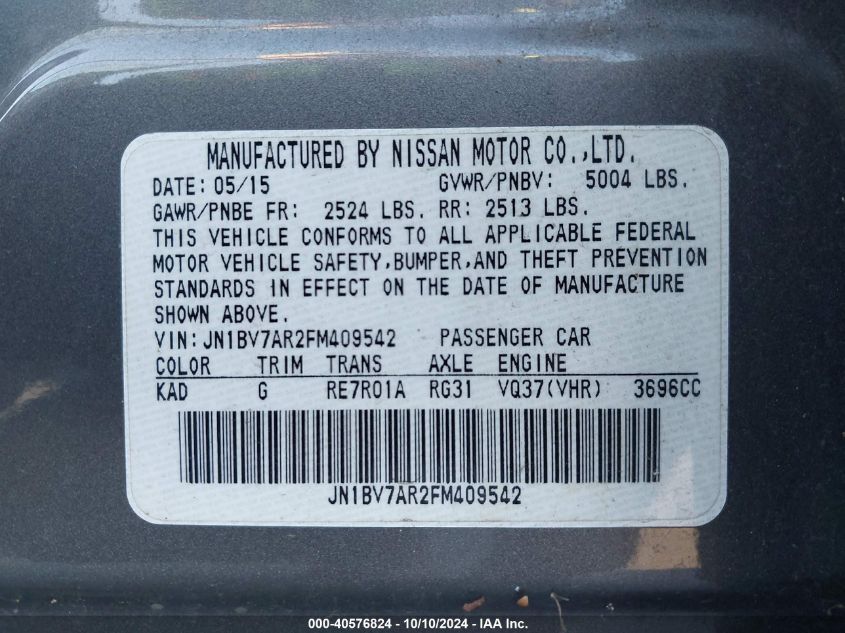 MANUFACTURED BY NISSAN MOTOR CO.,LTD.
DATE: 05/15 GVWR/PNBV: 5004 LBS.
GAWR/PNBE FR: 2524 LBS. RR: 2513 LBS.
THIS VEHICLE CONFORMS TO ALL APPLICABLE FEDERAL
MOTOR VEHICLE SAFETY,BUMPER,AND THEFT PREVENTION
STANDARDS IN EFFECT ON THE DATE OF MANUFACTURE
SHOWN ABOVE.
VIN:JN1BV7AR2FM409542 PASSENGER CAR
COLOR TRIM TRANS AXLE ENGINE
KAD G RE7R01A RG31 VQ37(VHR) 3696CC
JN1BV7AR2FM409542
000-40576824 - 10/10/2024 - IAA Inc.